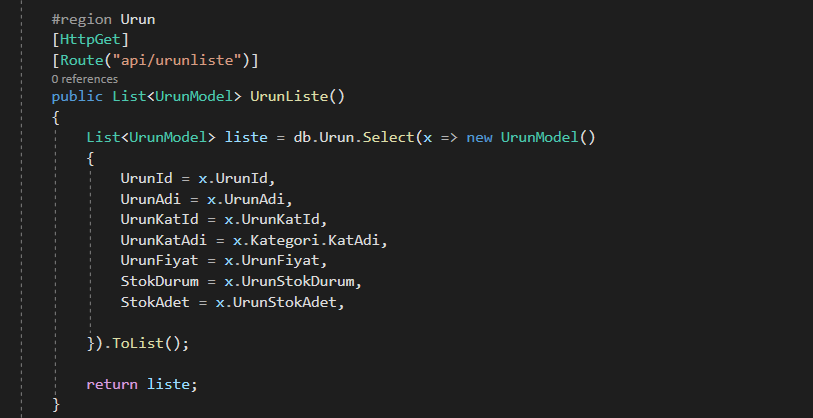 #region Urun
[HttpGet]
[Route("api/urunliste")]
0 references
public List<UrunModel> UrunListe()
{
List<UrunModel> liste = db.Urun.Select(x => new UrunModel()
{
UrunId = x.UrunId,
UrunAdi = x.UrunAdi,
UrunKatId = x.UrunKatId,
UrunKatAdi = x.Kategori.KatAdi,
UrunFiyat = x.UrunFiyat,
StokDurum = x.UrunStokDurum,
StokAdet = x.UrunStokAdet,
}).ToList();
return liste;
}